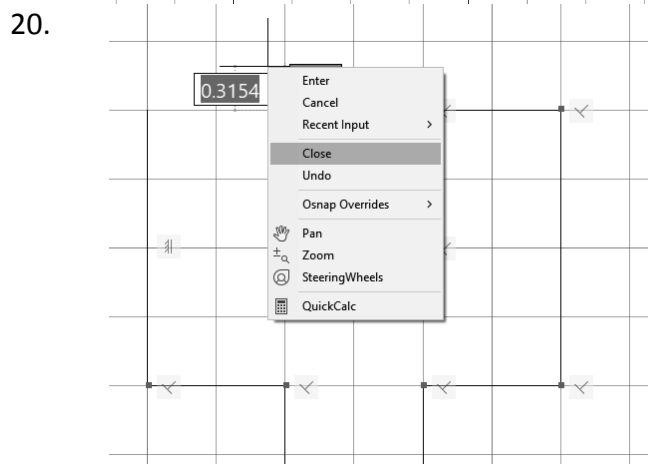 20.
0.3154
Enter
Cancel
Recent Input >
Close
Undo
Osnap Overrides >
Pan
Zoom
SteeringWheels
QuickCalc